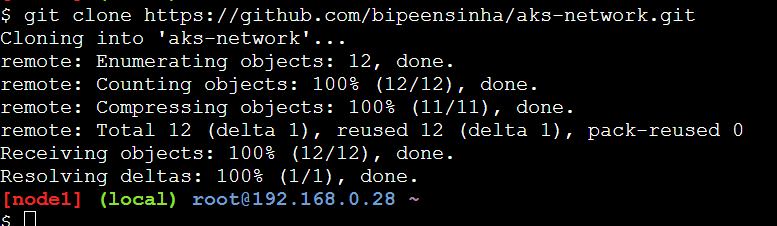 $ git clone https://github.com/bipeensinha/aks-network.git
Cloning into 'aks-network'...
remote: Enumerating objects: 12, done.
remote: Counting objects: 100% (12/12), done.
remote: Compressing objects: 100% (11/11), done.
remote: Total 12 (delta 1), reused 12 (delta 1), pack-reused 0
Receiving objects: 100% (12/12), done.
Resolving deltas: 100% (1/1), done.
[node1] (local) root@192.168.0.28 ~
$